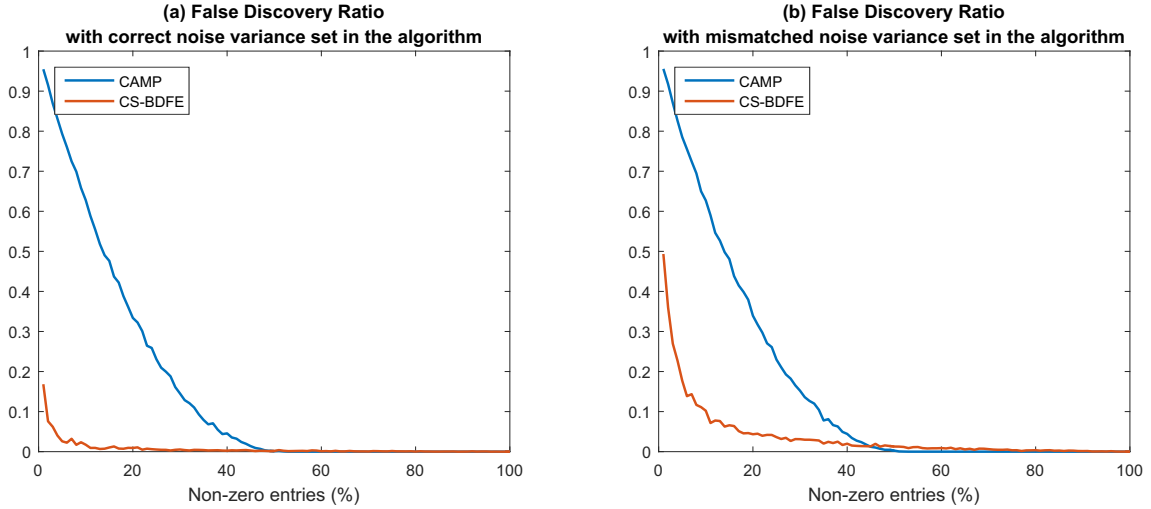 (a) False Discovery Ratio
with correct noise variance set in the algorithm
1
0.9
0.8
0.7
0.6
0.5
0.4
0.3
0.2
0.1
0
CAMP
CS-BDFE
0 20 40 60 80 100
Non-zero entries (%)
(b) False Discovery Ratio
with mismatched noise variance set in the algorithm
1
0.9
0.8
0.7
0.6
0.5
0.4
0.3
0.2
0.1
0
CAMP
CS-BDFE
0 20 40 60 80 100
Non-zero entries (%)